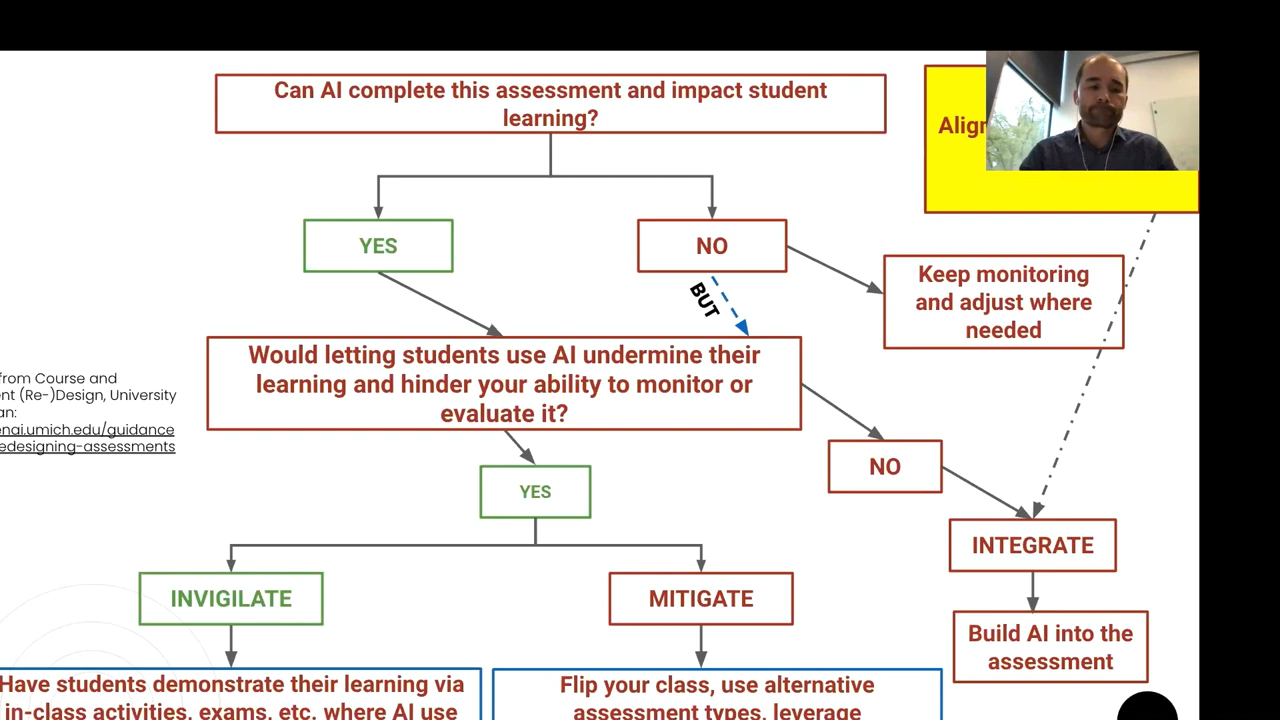 Can AI complete this assessment and impact student
learning?
YES
NO
BUT
Keep monitoring
and adjust where
needed
Would letting students use AI undermine their
learning and hinder your ability to monitor or
evaluate it?
from Course and
(Re-)Design, University
enai.umich.edu/guidance
edesigning-assessments
NO
YES
INTEGRATE
INVIGILATE
MITIGATE
Build AI into the
assessment
Have students demonstrate their learning via
in-class activities, exams, etc. where AI use
Flip your class, use alternative
assessment types, leverage